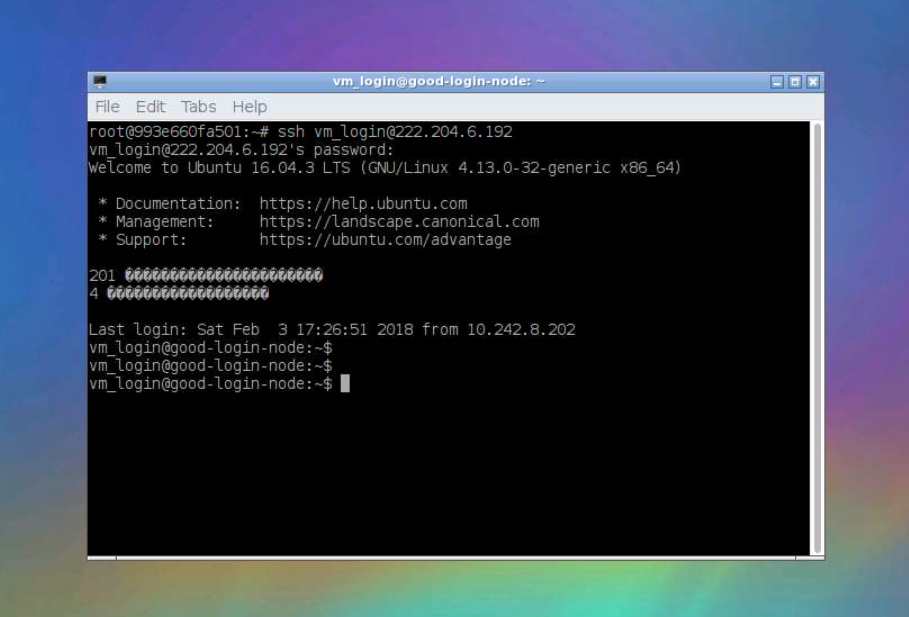 vm_login@good-login-node: ~
File Edit Tabs Help
root@993e660fa501:~# ssh vm_login@222.204.6.192
vm_login@222.204.6.192's password:
Welcome to Ubuntu 16.04.3 LTS (GNU/Linux 4.13.0-32-generic x86_64)
* Documentation:  https://help.ubuntu.com
* Management:     https://landscape.canonical.com
* Support:        https://ubuntu.com/advantage
201 ����������������������
4 ������������������
Last login: Sat Feb  3 17:26:51 2018 from 10.242.8.202
vm_login@good-login-node:~$
vm_login@good-login-node:~$
vm_login@good-login-node:~$